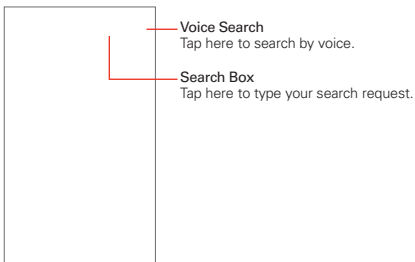 Voice Search
Tap here to search by voice.
Search Box
Tap here to type your search request.